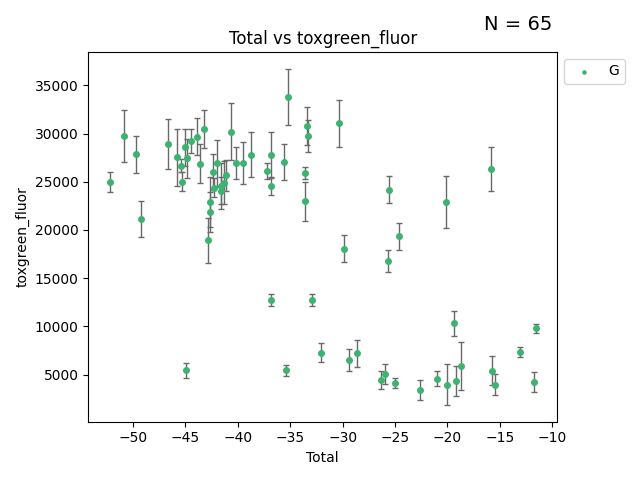 N = 65
Total vs toxgreen_fluor
G
35000
30000
25000
20000
15000
10000
5000
toxgreen_fluor
−50 −45 −40 −35 −30 −25 −20 −15 −10
Total